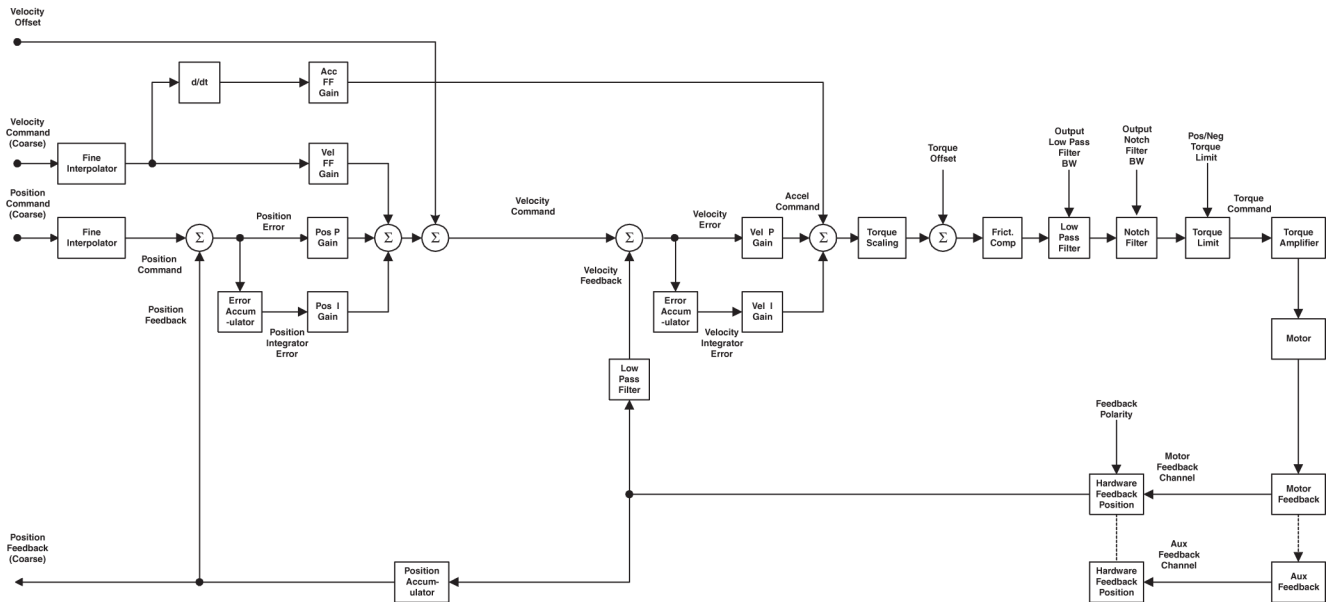 Velocity
Offset
d/dt
Acc
FF
Gain
Velocity
Command
(Coarse)
Fine
Interpolator
Vel
FF
Gain
Torque
Offset
Output
Low Pass
Filter
BW
Output
Notch
Filter
BW
Pos/Neg
Torque
Limit
Position
Command
(Coarse)
Fine
Interpolator
Position
Command
Σ
Position
Error
Pos P
Gain
Σ
Σ
Velocity
Command
Σ
Velocity
Error
Vel P
Gain
Accel
Command
Σ
Torque
Scaling
Σ
Frict.
Comp
Low
Pass
Filter
Notch
Filter
Torque
Limit
Torque
Command
Torque
Amplifier
Position
Feedback
Error
Accum
-ulator
Position
Integrator
Error
Pos I
Gain
Velocity
Feedback
Error
Accum
-ulator
Velocity
Integrator
Error
Vel I
Gain
Motor
Low
Pass
Filter
Feedback
Polarity
Hardware
Feedback
Position
Motor
Feedback
Channel
Motor
Feedback
Position
Feedback
(Coarse)
Position
Accum-
ulator
Hardware
Feedback
Position
Aux
Feedback
Channel
Aux
Feedback